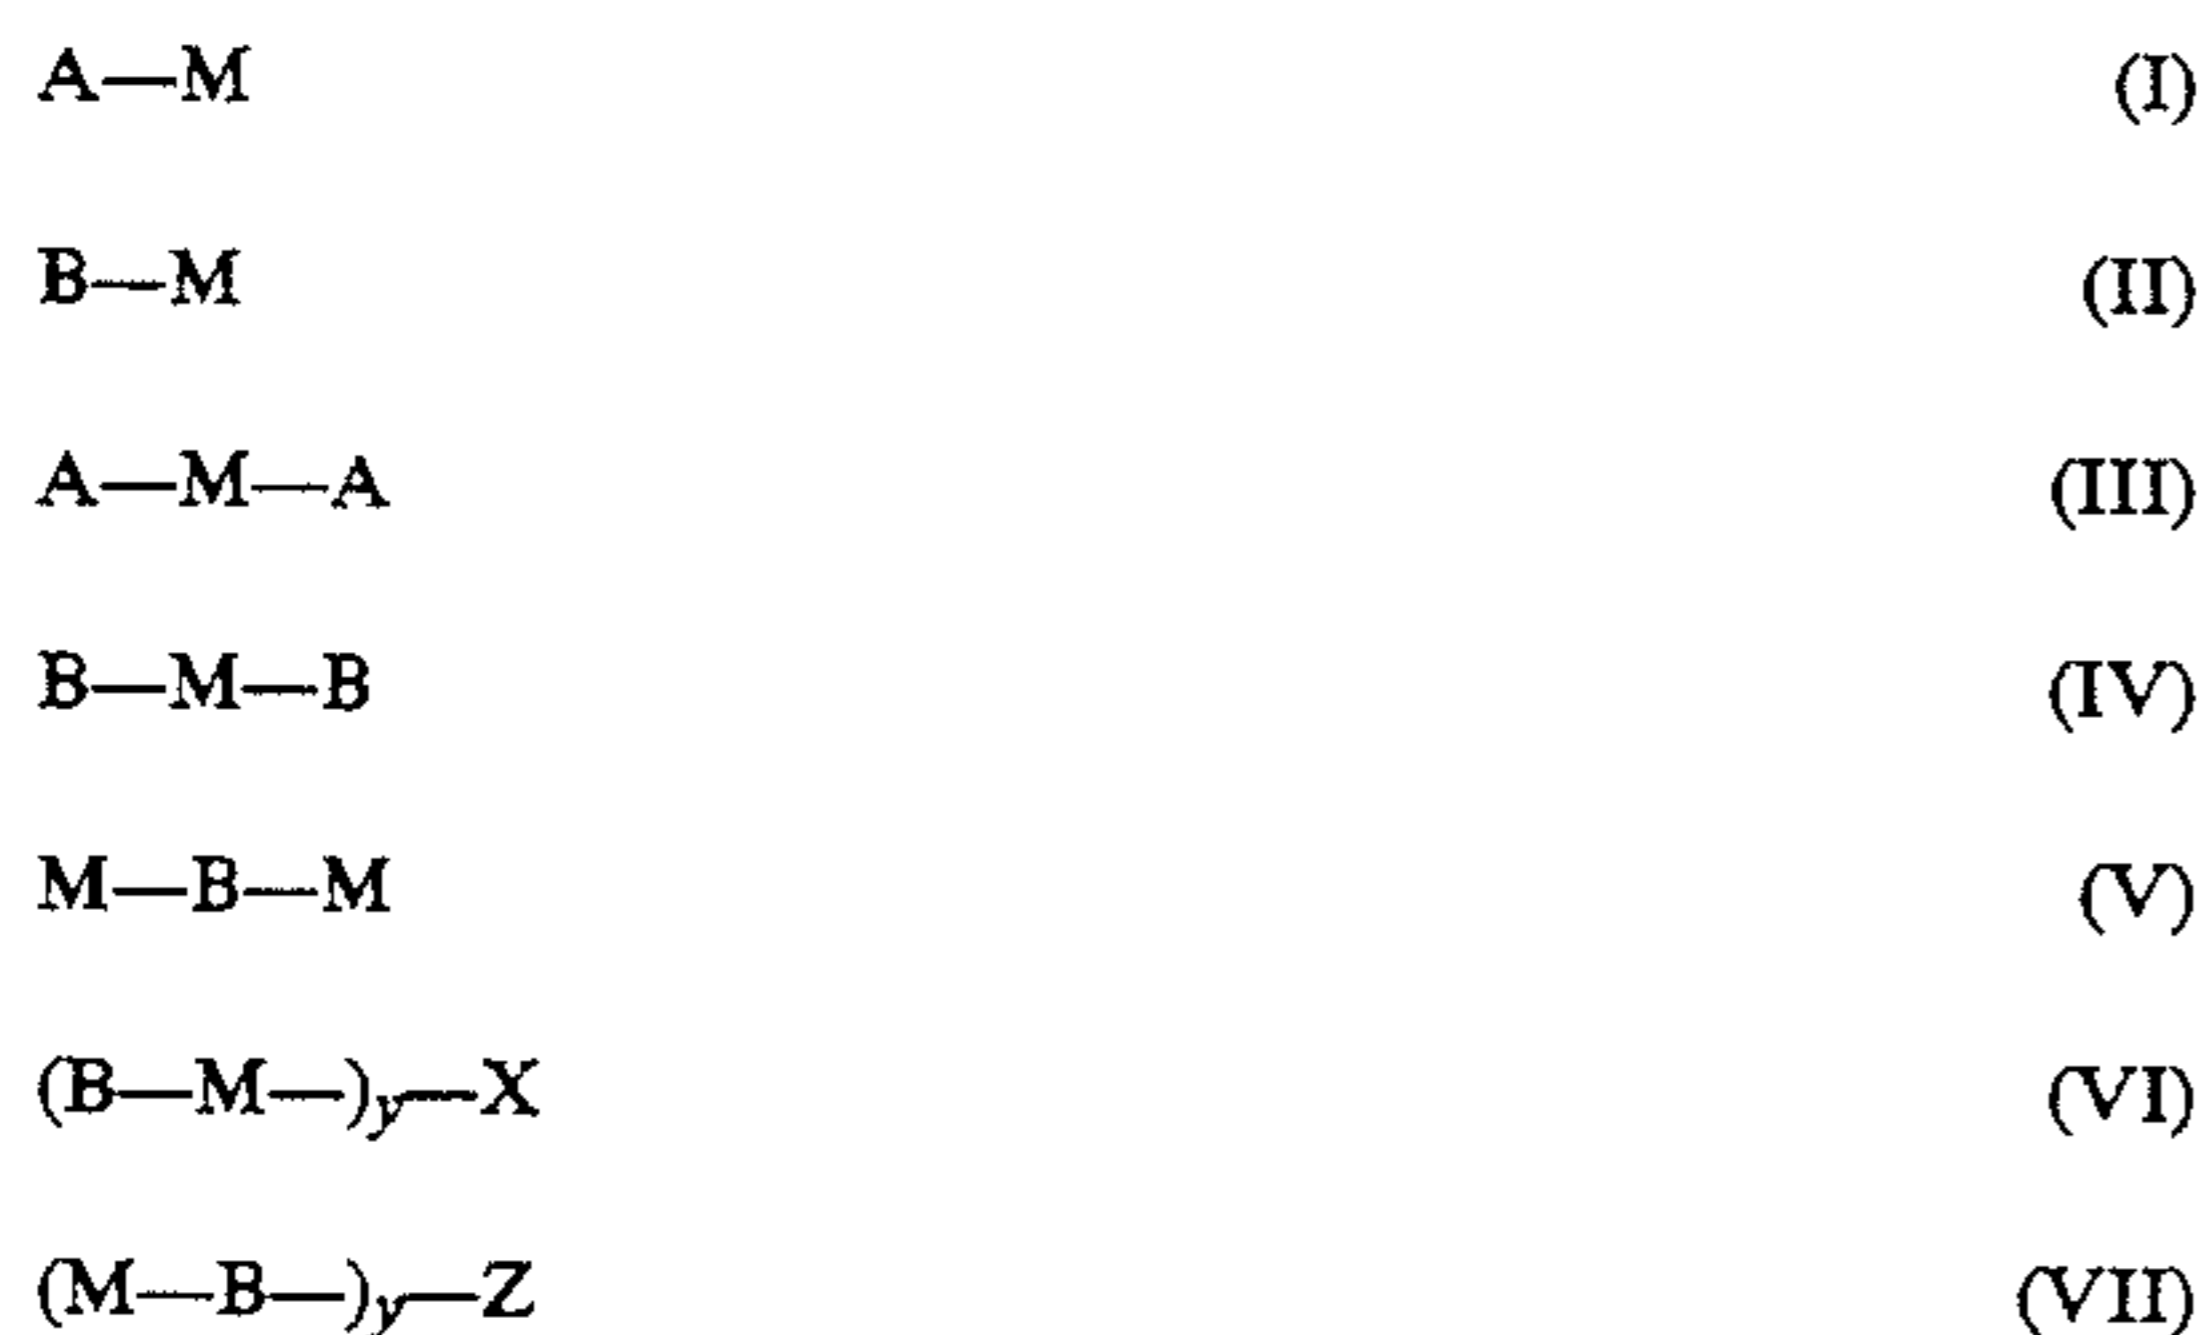 A—M (I)
B—M (II)
A—M—A (III)
B—M—B (IV)
M—B—M (V)
(B—M—)y—X (VI)
(M—B—)y—Z (VII)